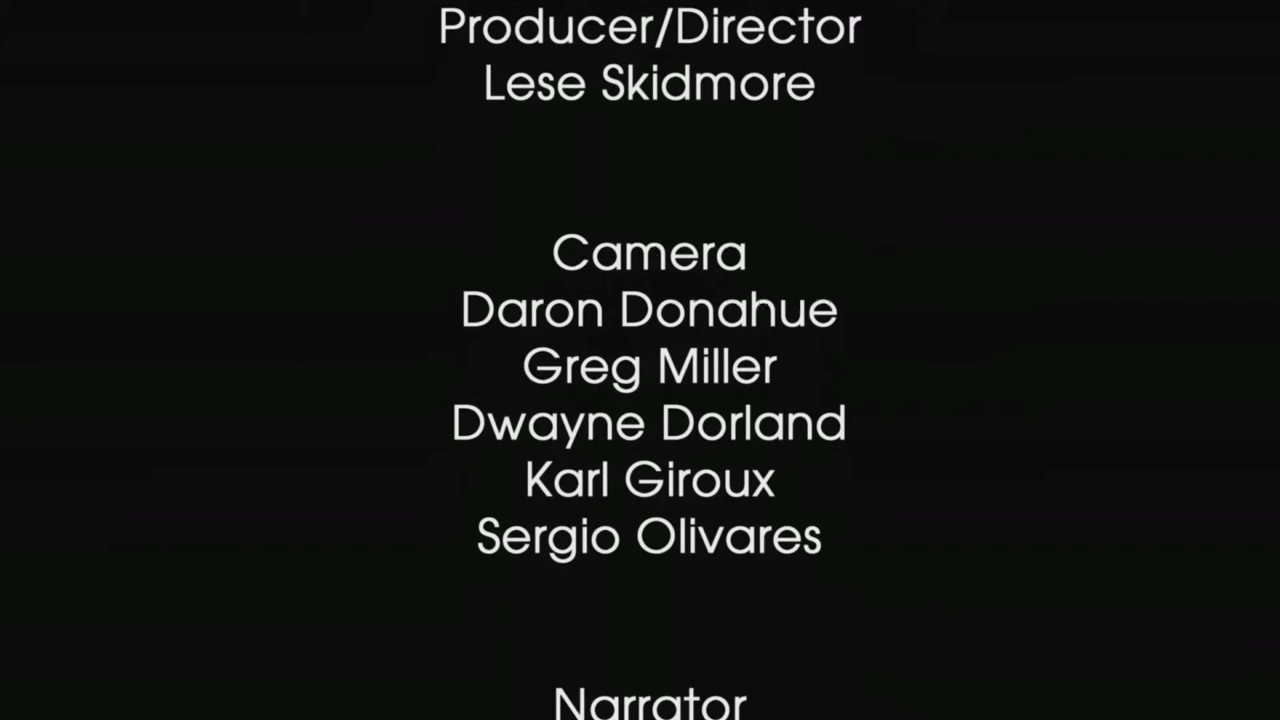 Producer/Director
Lese Skidmore
Camera
Daron Donahue
Greg Miller
Dwayne Dorland
Karl Giroux
Sergio Olivares
Narrator